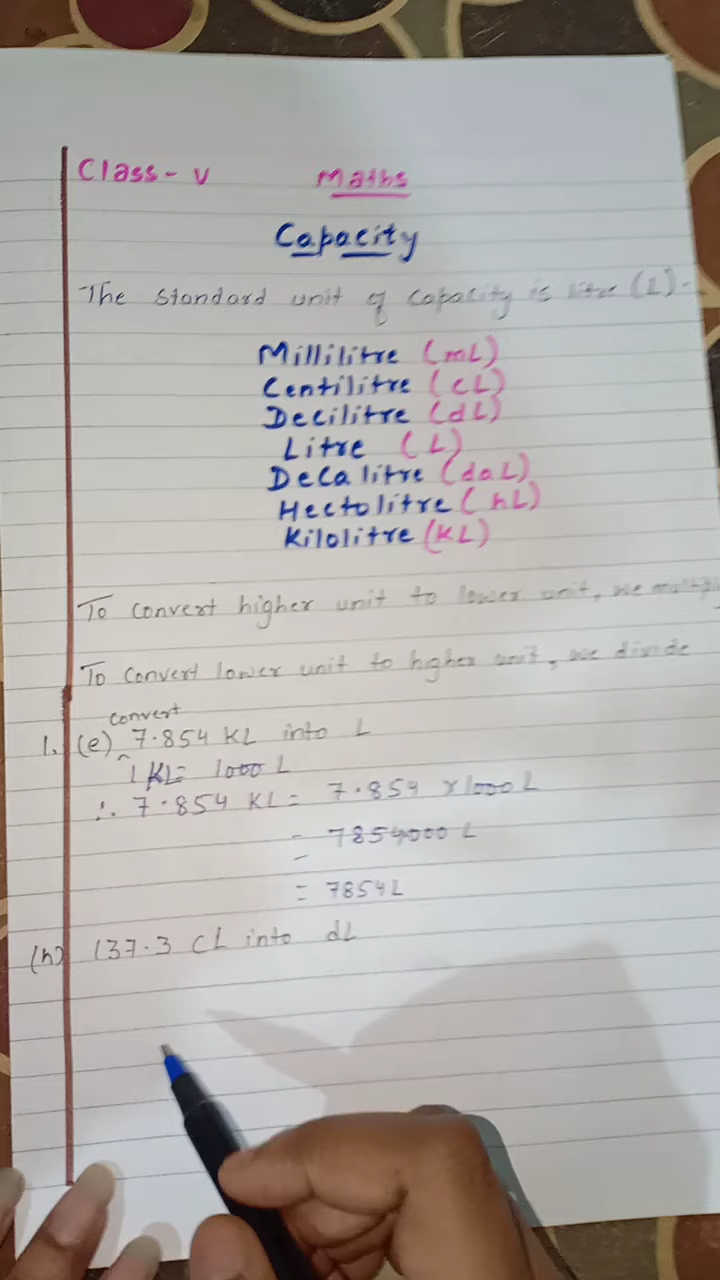 Class - V Maths
Capacity
The standard unit of capacity is litre (L).
Millilitre (mL)
Centilitre (cL)
Decilitre (dL)
Litre (L)
Decalitre (daL)
Hectolitre (hL)
Kilolitre (KL)
To convert higher unit to lower unit, we multiply
To convert lower unit to higher unit, we divide
convert
1. (e) ^ 7.854 KL into L
1 KL = 1000 L
∴ 7.854 KL = 7.854 x 1000 L
= 7854000 L
= 7854 L
(h) 137.3 CL into dL